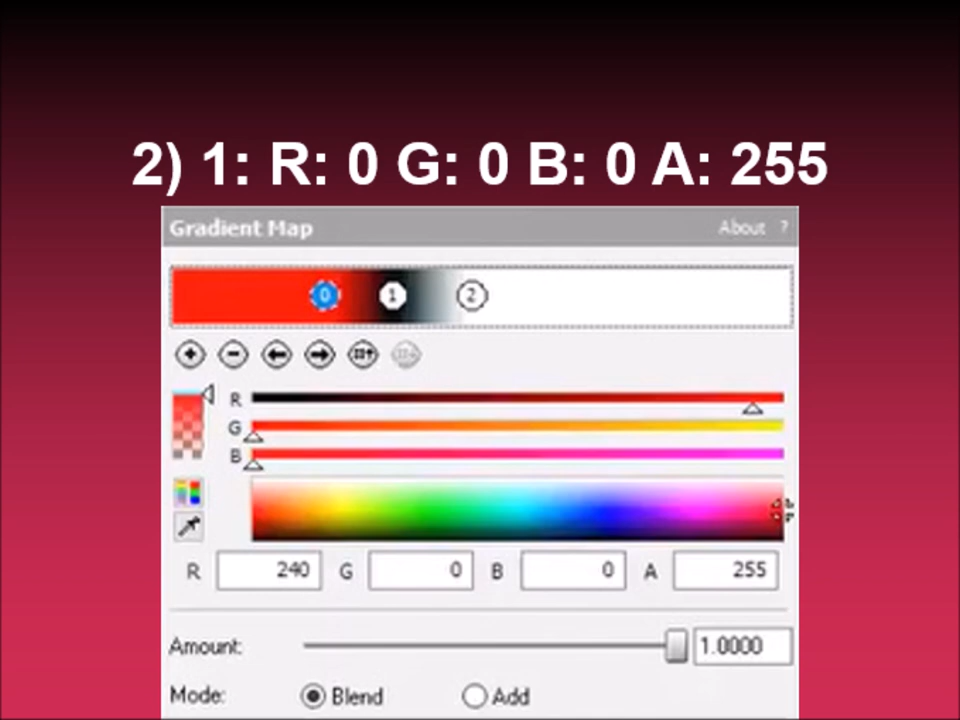 2) 1: R: 0 G: 0 B: 0 A: 255
Gradient Map About ?
0 1 2
R
G
B
R 240 G 0 B 0 A 255
Amount: 1.0000
Mode: Blend Add